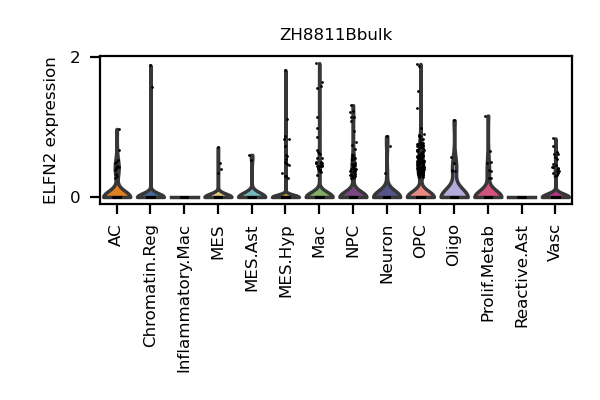 ZH8811Bbulk
ELFN2 expression
2
0
AC
Chromatin.Reg
Inflammatory.Mac
MES
MES.Ast
MES.Hyp
Mac
NPC
Neuron
OPC
Oligo
Prolif.Metab
Reactive.Ast
Vasc